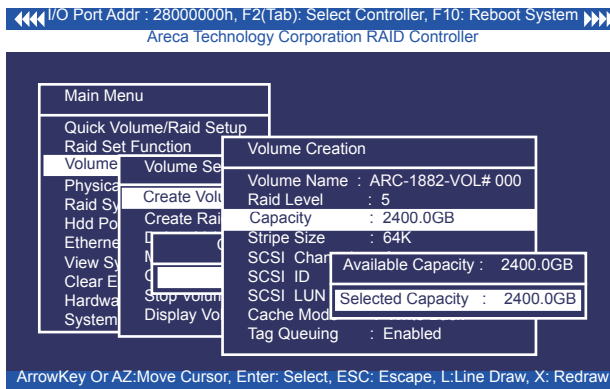 I/O Port Addr : 28000000h, F2(Tab): Select Controller, F10: Reboot System
Areca Technology Corporation RAID Controller
Main Menu
Quick Volume/Raid Setup
Raid Set Function
Volume
Physica
Raid Sy
Hdd Po
Etherne
View Sy
Clear E
Hardwa
System
Volume Se
Create Volu
Create Rai
Stop Volum
Display Vo
Volume Creation
Volume Name : ARC-1882-VOL# 000
Raid Level : 5
Capacity : 2400.0GB
Stripe Size : 64K
SCSI Chan
SCSI ID
SCSI LUN
Cache Mod
Tag Queuing : Enabled
Available Capacity : 2400.0GB
Selected Capacity : 2400.0GB
ArrowKey Or AZ:Move Cursor, Enter: Select, ESC: Escape, L:Line Draw, X: Redraw